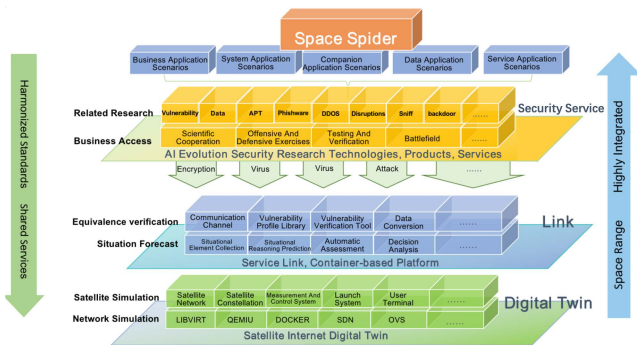 Space Spider
Business Application
Scenarios
System Application
Scenarios
Companion
Application Scenarios
Data Application
Scenarios
Service Application
Scenarios
Harmonized Standards
Shared Services
Highly Integrated
Space Range
Related Research
Vulnerability
Data
APT
Phishware
DDOS
Disruptions
Sniff
backdoor
......
Security Service
Business Access
Scientific
Cooperation
Offensive And
Defensive Exercises
Testing And
Verification
Battlefield
......
AI Evolution Security Research Technologies, Products, Services
Encryption
Virus
Virus
Attack
......
Equivalence verification
Communication
Channel
Vulnerability
Profile Library
Vulnerability
Verification Tool
Data
Conversion
......
Link
Situation Forecast
Situational
Element Collection
Situational
Reasoning Prediction
Automatic
Assessment
Decision
Analysis
......
Service Link, Container-based Platform
Satellite Simulation
Satellite
Network
Satellite
Constellation
Measurement And
Control System
Launch
System
User
Terminal
......
Digital Twin
Network Simulation
LIBVIRT
QEMIU
DOCKER
SDN
OVS
......
Satellite Internet Digital Twin